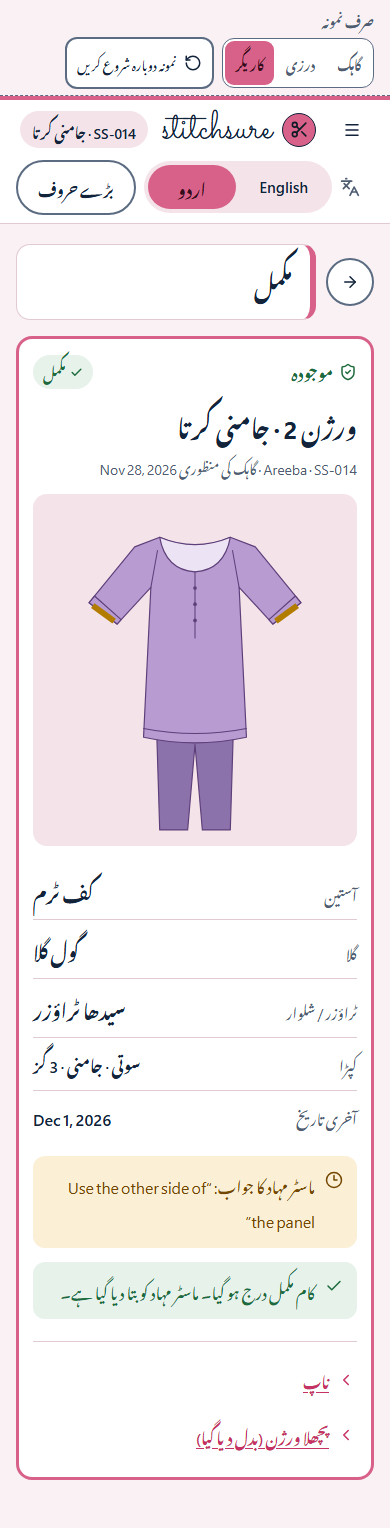 صرف نمونہ
گاہک درزی کاریگر نمونہ دوبارہ شروع کریں
stitchsure SS-014 · جامنی کرتا
English اردو بڑے حروف
مکمل
موجودہ مکمل
ورژن 2 · جامنی کرتا
Nov 28, 2026 گاہک کی منظوری · Areeba · SS-014
آستین کف ٹرم
گلا گول گلا
ٹراؤزر / شلوار سیدھا ٹراؤزر
کپڑا سوتی · جامنی · 3 گز
آخری تاریخ Dec 1, 2026
ماسٹر مہاد کا جواب: "Use the other side of
the panel"
کام مکمل درج ہو گیا۔ ماسٹر مہاد کو بتا دیا گیا ہے۔
ناپ
پچھلا ورژن (بدل دیا گیا)